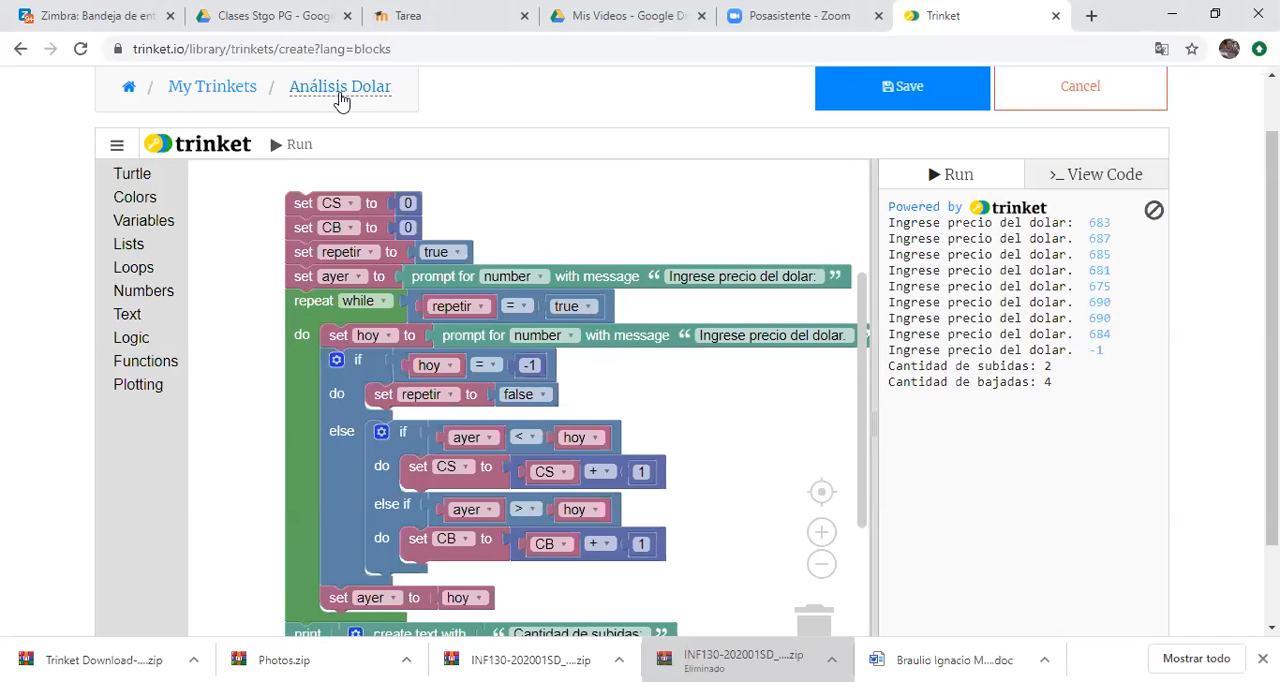 Zimbra: Bandeja de ent
Clases Stgo PG - Goog
Tarea
Mis Videos - Google D
Posasistente - Zoom
Trinket
trinket.io/library/trinkets/create?lang=blocks
/ My Trinkets / Análisis Dolar
Save
Cancel
trinket
Run
Run
View Code
Turtle
Colors
Variables
Lists
Loops
Numbers
Text
Logic
Functions
Plotting
set CS to 0
set CB to 0
set repetir to true
set ayer to prompt for number with message “ Ingrese precio del dolar: ”
repeat while repetir = true
do set hoy to prompt for number with message “ Ingrese precio del dolar.
if hoy = -1
do set repetir to false
else if ayer < hoy
do set CS to CS + 1
else if ayer > hoy
do set CB to CB + 1
set ayer to hoy
print create text with “ Cantidad de subidas: ”
Powered by trinket
Ingrese precio del dolar: 683
Ingrese precio del dolar. 687
Ingrese precio del dolar. 685
Ingrese precio del dolar. 681
Ingrese precio del dolar. 675
Ingrese precio del dolar. 690
Ingrese precio del dolar. 690
Ingrese precio del dolar. 684
Ingrese precio del dolar. -1
Cantidad de subidas: 2
Cantidad de bajadas: 4
Trinket Download-....zip
Photos.zip
INF130-202001SD_....zip
INF130-202001SD_....zip
Eliminado
Braulio Ignacio M....doc
Mostrar todo